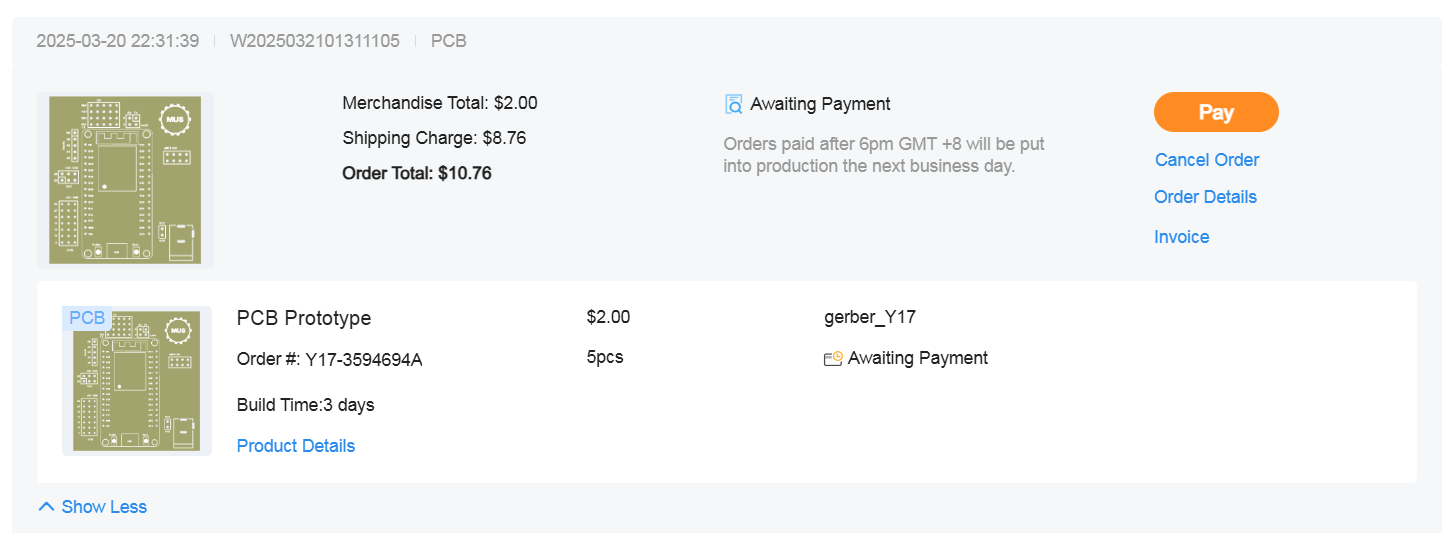 2025-03-20 22:31:39 W2025032101311105 PCB
MUS
Merchandise Total: $2.00
Shipping Charge: $8.76
Order Total: $10.76
Awaiting Payment
Orders paid after 6pm GMT +8 will be put
into production the next business day.
Pay
Cancel Order
Order Details
Invoice
PCB
MUS
PCB Prototype
Order #: Y17-3594694A
Build Time:3 days
Product Details
$2.00
5pcs
gerber_Y17
Awaiting Payment
Show Less